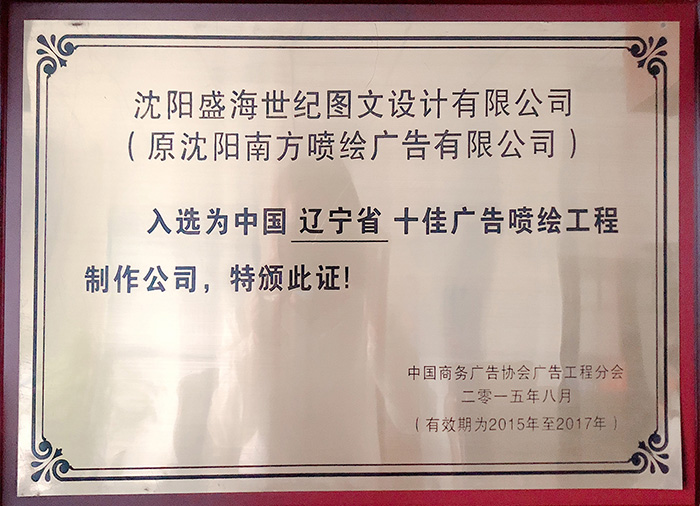 沈阳盛海世纪图文设计有限公司
（原沈阳南方喷绘广告有限公司）
入选为中国 辽宁省 十佳广告喷绘工程
制作公司，特颁此证！
中国商务广告协会广告工程分会
二零一五年八月
（有效期为2015年至2017年）